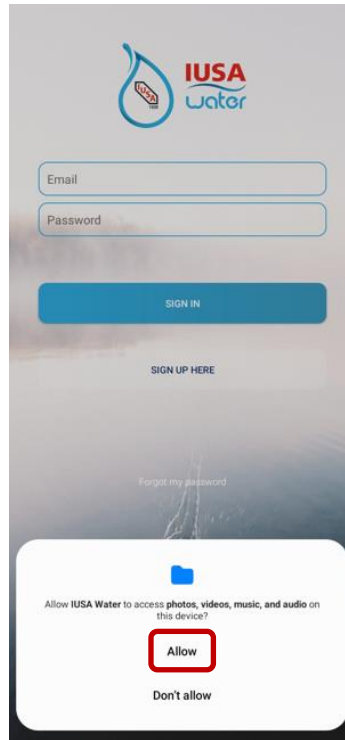 IUSA
water
IUSA
Email
Password
SIGN IN
SIGN UP HERE
Forgot my password
Allow IUSA Water to access photos, videos, music, and audio on
this device?
Allow
Don't allow